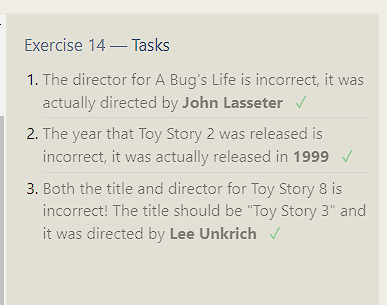 Exercise 14 — Tasks
1. The director for A Bug's Life is incorrect, it was
actually directed by John Lasseter ✓
2. The year that Toy Story 2 was released is
incorrect, it was actually released in 1999 ✓
3. Both the title and director for Toy Story 8 is
incorrect! The title should be "Toy Story 3" and
it was directed by Lee Unkrich ✓